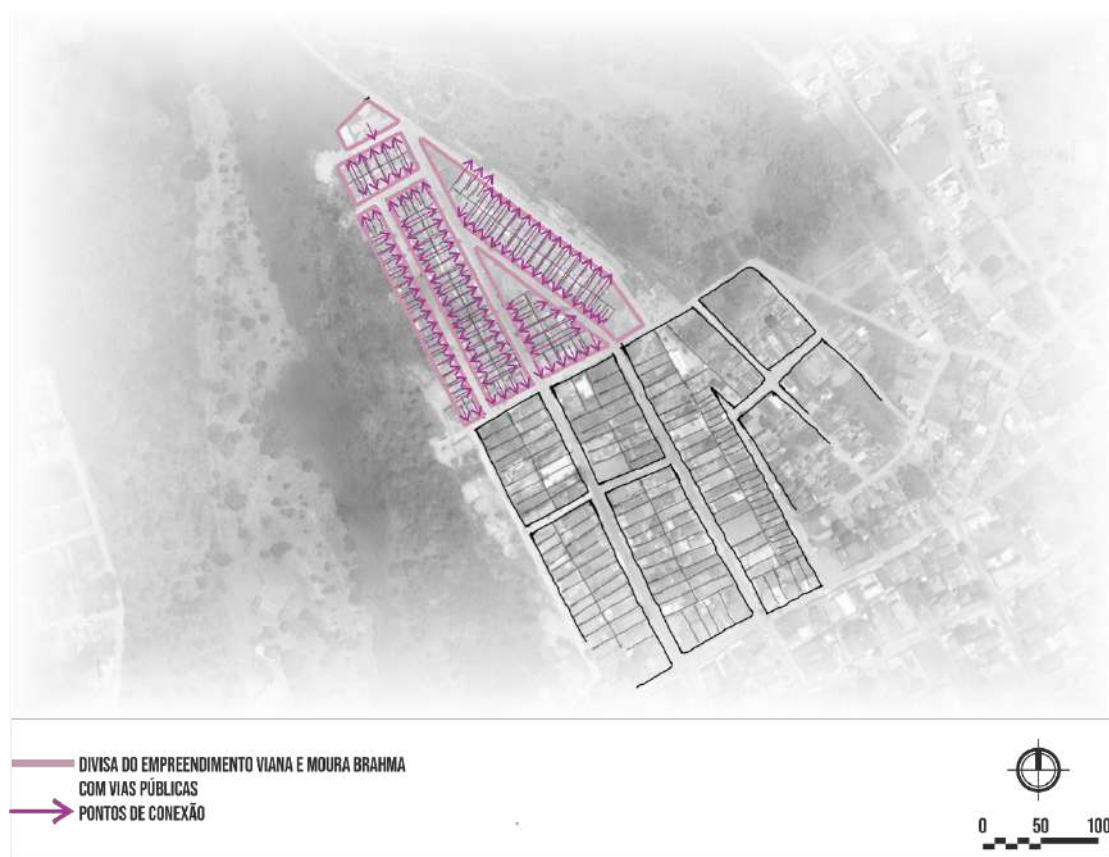 DIVISA DO EMPREENDIMENTO VIANA E MOURA BRAHMA
COM VIAS PÚBLICAS
PONTOS DE CONEXÃO
0 50 100